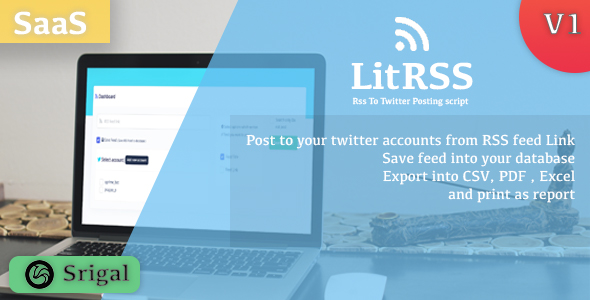 SaaS
V1
LitRSS
Rss To Twitter Posting script
Post to your twitter accounts from RSS feed Link
Save feed into your database
Export into CSV, PDF , Excel
and print as report
Dashboard
Select account
Srigal